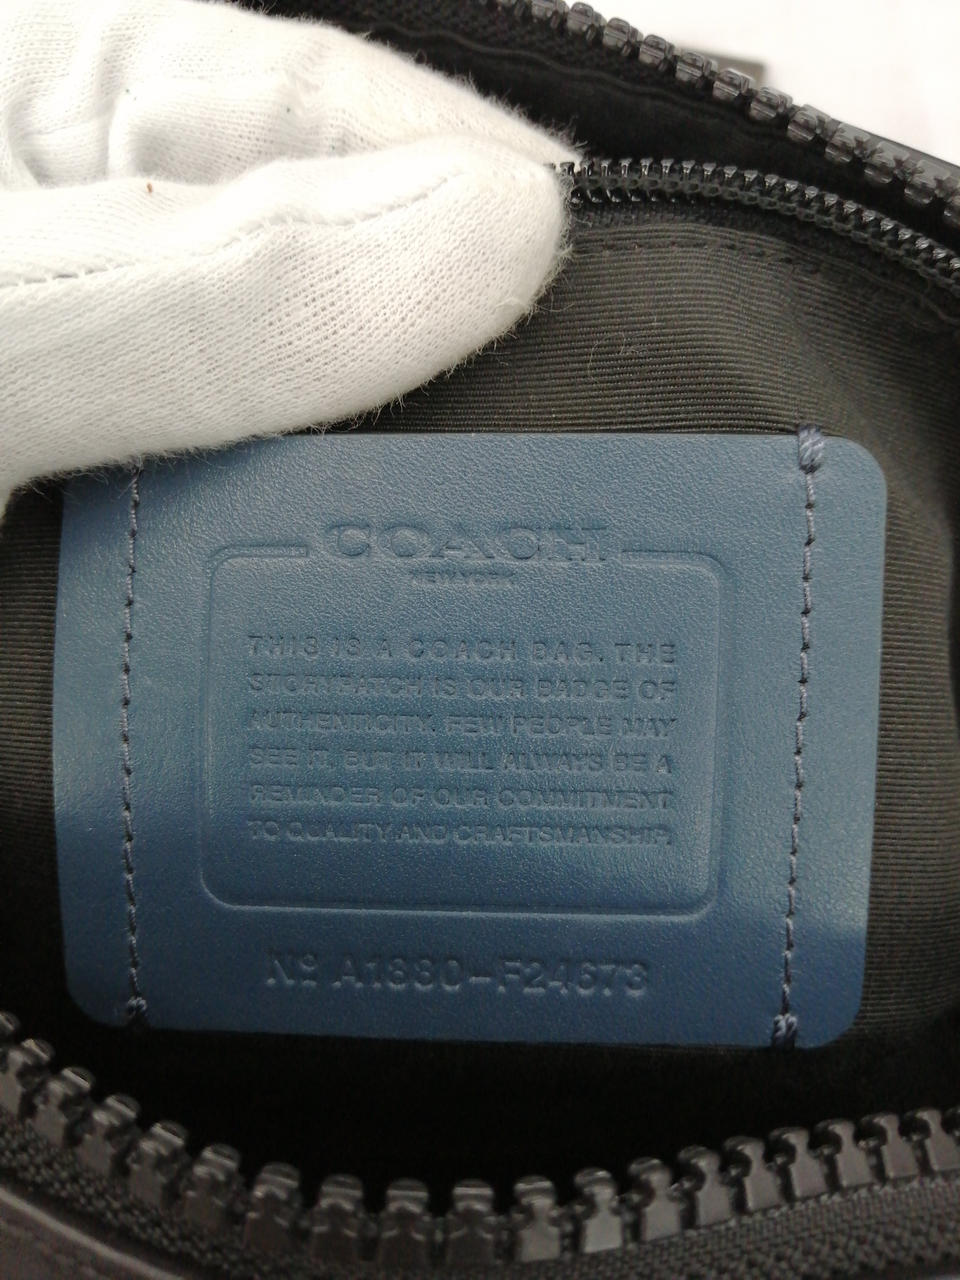 COACH
NEW YORK
THIS IS A COACH BAG. THE
STORYPATCH IS OUR BADGE OF
AUTHENTICITY. FEW PEOPLE MAY
SEE IT, BUT IT WILL ALWAYS BE A
REMINDER OF OUR COMMITMENT
TO QUALITY AND CRAFTSMANSHIP.
Nº A1880-F24673